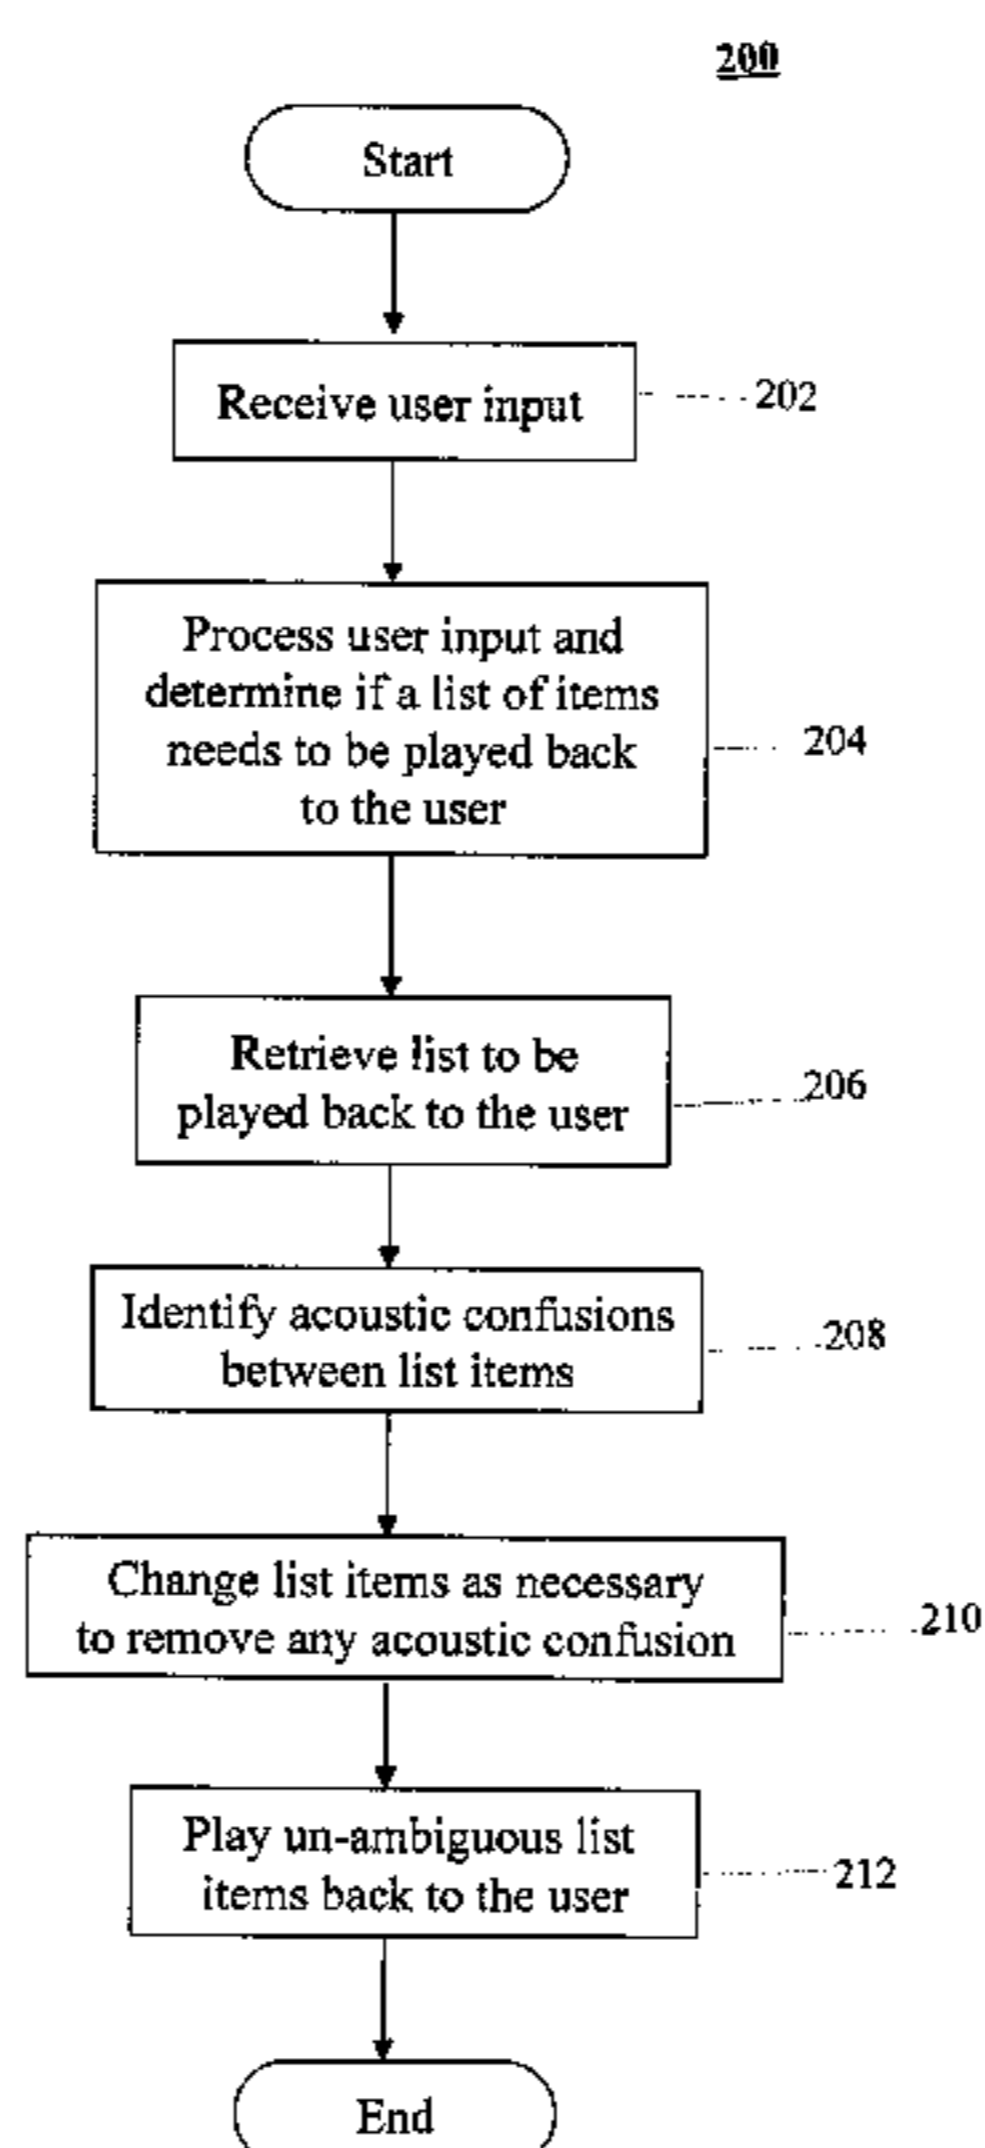 200
Start
Receive user input
202
Process user input and
determine if a list of items
needs to be played back
to the user
204
Retrieve list to be
played back to the user
206
Identify acoustic confusions
between list items
208
Change list items as necessary
to remove any acoustic confusion
210
Play un-ambiguous list
items back to the user
212
End